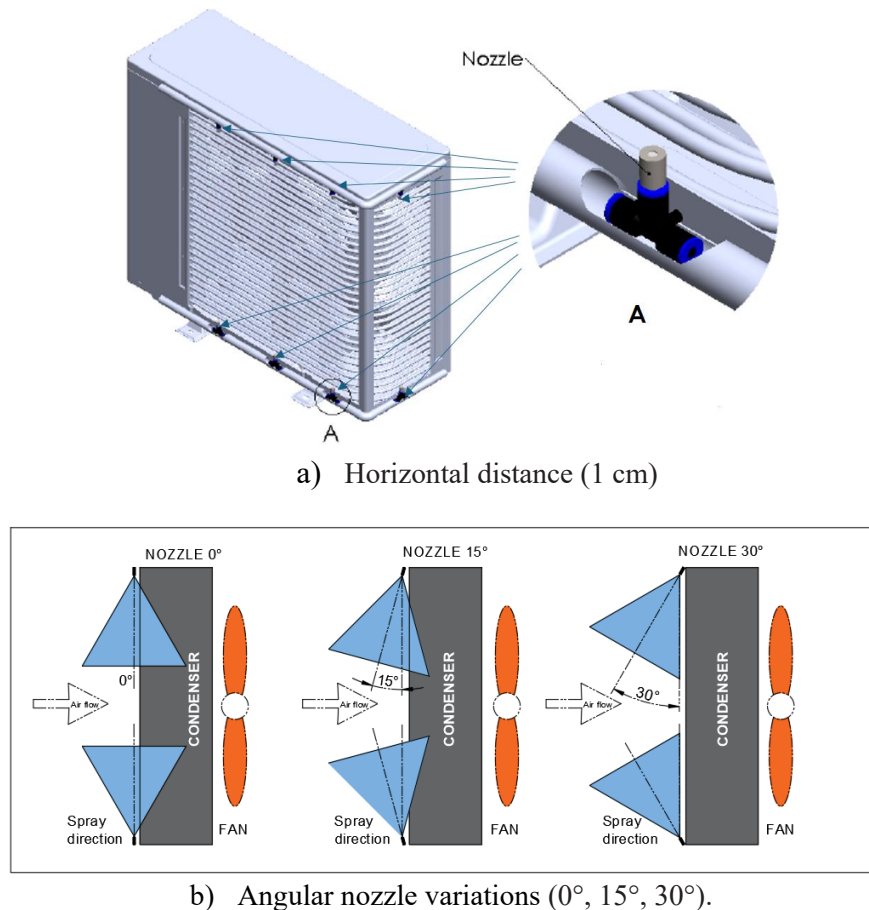 Nozzle
A
A
a) Horizontal distance (1 cm)
NOZZLE 0°
NOZZLE 15°
NOZZLE 30°
0°
15°
30°
Air flow
Air flow
Air flow
CONDENSER
CONDENSER
CONDENSER
Spray
direction
FAN
Spray
direction
FAN
Spray
direction
FAN
b) Angular nozzle variations (0°, 15°, 30°).